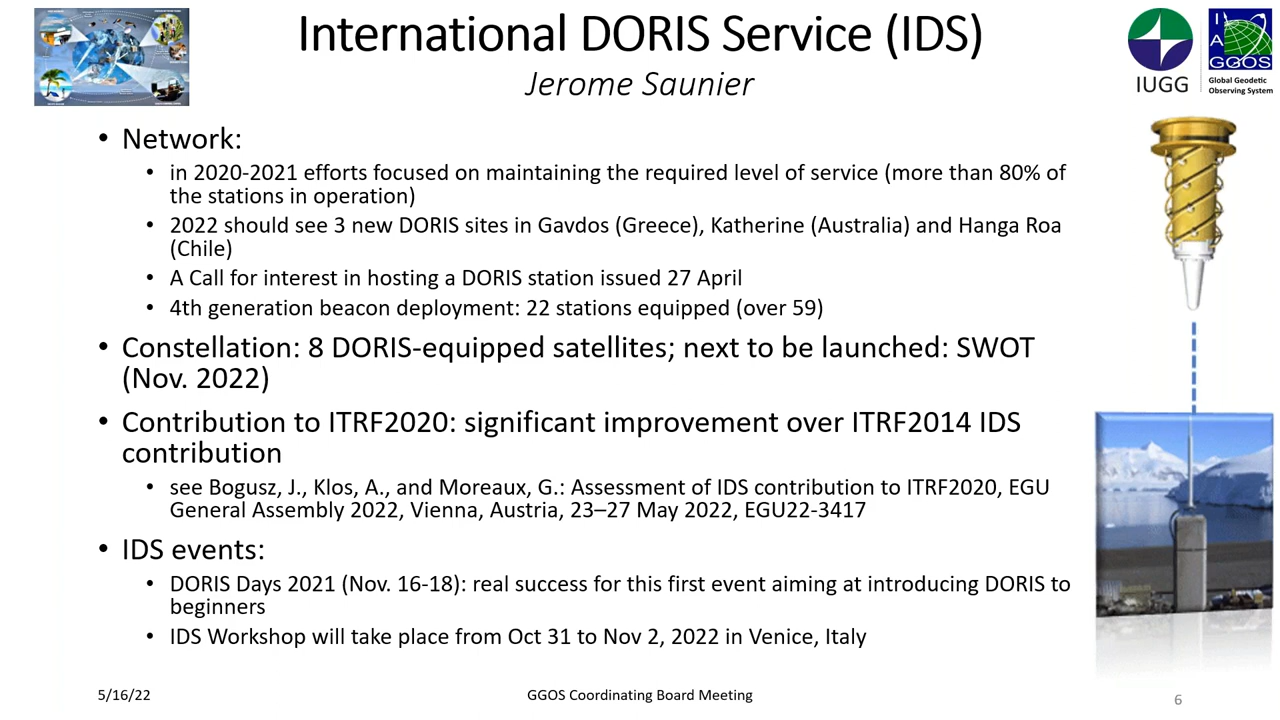 International DORIS Service (IDS)
Jerome Saunier
IUGG
I
A
G
GGOS
Global Geodetic
Observing System
• Network:
• in 2020-2021 efforts focused on maintaining the required level of service (more than 80% of
the stations in operation)
• 2022 should see 3 new DORIS sites in Gavdos (Greece), Katherine (Australia) and Hanga Roa
(Chile)
• A Call for interest in hosting a DORIS station issued 27 April
• 4th generation beacon deployment: 22 stations equipped (over 59)
• Constellation: 8 DORIS-equipped satellites; next to be launched: SWOT
(Nov. 2022)
• Contribution to ITRF2020: significant improvement over ITRF2014 IDS
contribution
• see Bogusz, J., Klos, A., and Moreaux, G.: Assessment of IDS contribution to ITRF2020, EGU
General Assembly 2022, Vienna, Austria, 23–27 May 2022, EGU22-3417
• IDS events:
• DORIS Days 2021 (Nov. 16-18): real success for this first event aiming at introducing DORIS to
beginners
• IDS Workshop will take place from Oct 31 to Nov 2, 2022 in Venice, Italy
5/16/22
GGOS Coordinating Board Meeting
6